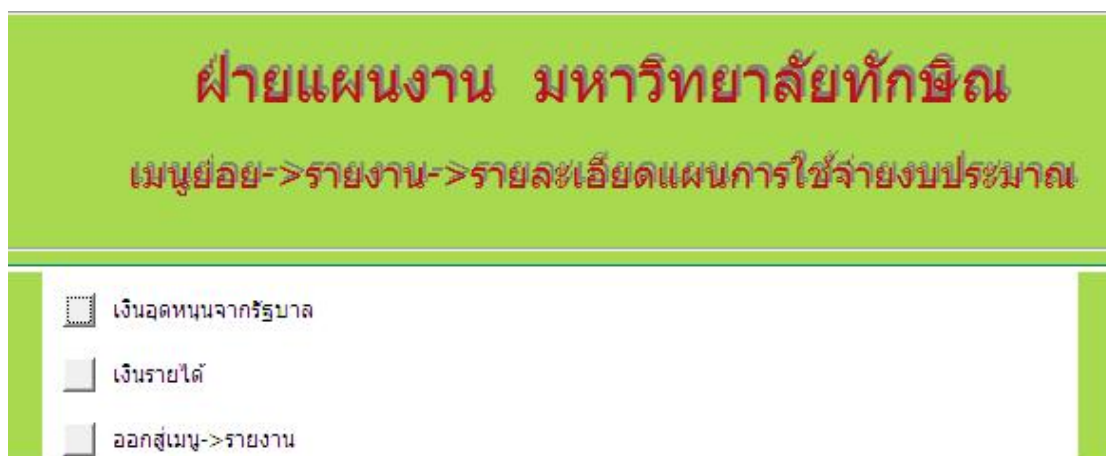 ฝ่ายแผนงาน มหาวิทยาลัยทักษิณ
เมนูย่อย->รายงาน->รายละเอียดแผนการใช้จ่ายงบประมาณ
เงินอุดหนุนจากรัฐบาล
เงินรายได้
ออกสู่เมนู->รายงาน